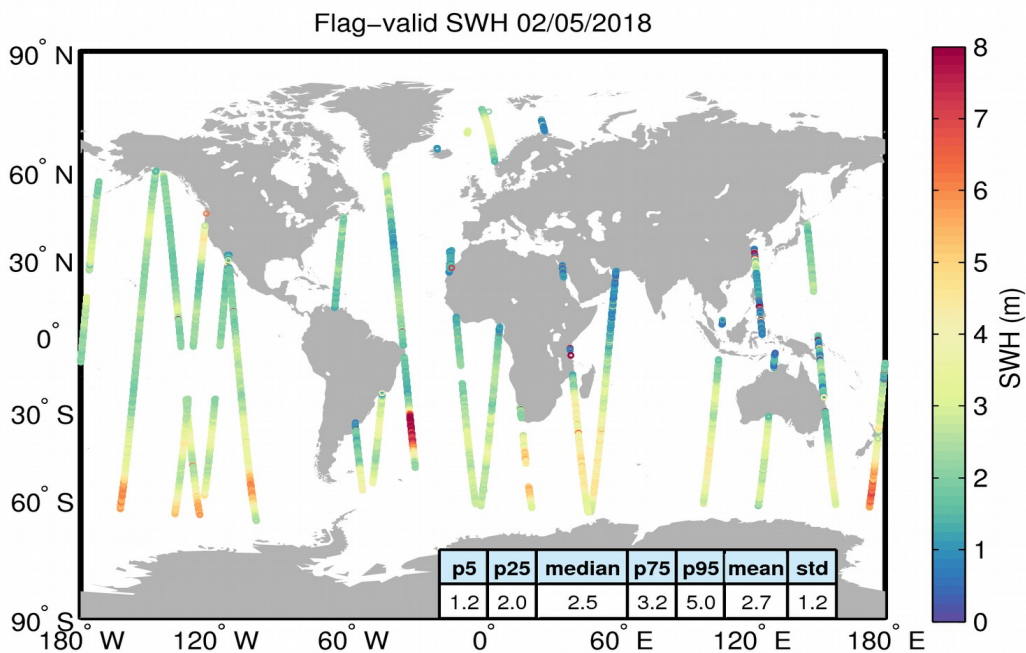 Flag−valid SWH 02/05/2018
90° N
60° N
30° N
0°
30° S
60° S
90° S
180° W
120° W
60° W
0°
60° E
120° E
180° E
p5 p25 median p75 p95 mean std
1.2 2.0 2.5 3.2 5.0 2.7 1.2
8
7
6
5
4
3
2
1
0
SWH (m)